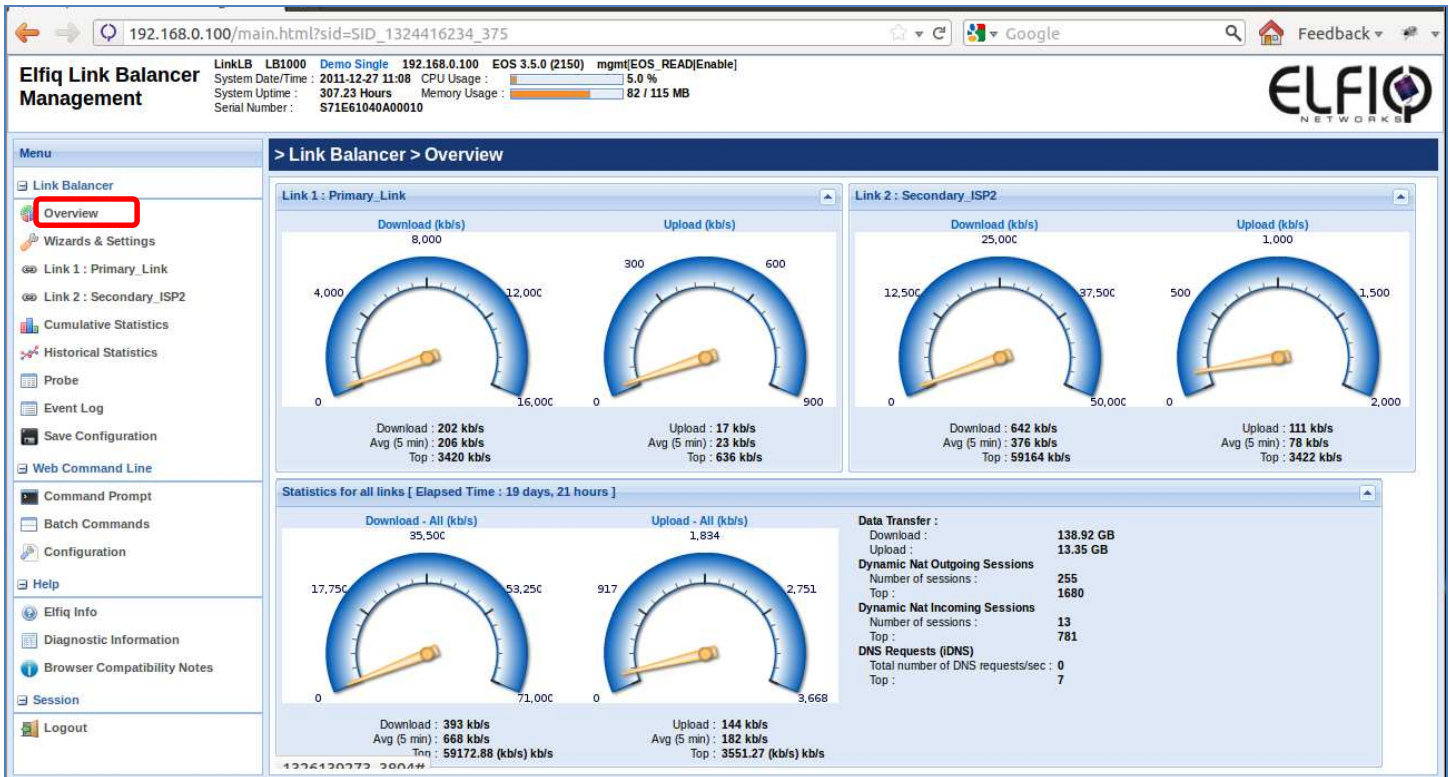 192.168.0.100/main.html?sid=SID_1324416234_375
Google
Feedback
Elfiq Link Balancer Management
LinkLB LB1000 Demo Single 192.168.0.100 EOS 3.5.0 (2150) mgmt[EOS_READ|Enable]
System Date/Time : 2011-12-27 11:08 CPU Usage : 5.0 %
System Uptime : 307.23 Hours Memory Usage : 82 / 115 MB
Serial Number : S71E61040A00010
ELFIQ
NETWORKS
Menu
Link Balancer
Overview
Wizards & Settings
Link 1 : Primary_Link
Link 2 : Secondary_ISP2
Cumulative Statistics
Historical Statistics
Probe
Event Log
Save Configuration
Web Command Line
Command Prompt
Batch Commands
Configuration
Help
Elfiq Info
Diagnostic Information
Browser Compatibility Notes
Session
Logout
> Link Balancer > Overview
Link 1 : Primary_Link
Download (kb/s)
8,000
4,000
12,000
0
16,000
Download : 202 kb/s
Avg (5 min) : 206 kb/s
Top : 3420 kb/s
Upload (kb/s)
300
600
0
900
Upload : 17 kb/s
Avg (5 min) : 23 kb/s
Top : 636 kb/s
Link 2 : Secondary_ISP2
Download (kb/s)
25,000
12,500
37,500
0
50,000
Download : 642 kb/s
Avg (5 min) : 376 kb/s
Top : 59164 kb/s
Upload (kb/s)
1,000
500
1,500
0
2,000
Upload : 111 kb/s
Avg (5 min) : 78 kb/s
Top : 3422 kb/s
Statistics for all links [ Elapsed Time : 19 days, 21 hours ]
Download - All (kb/s)
35,500
17,750
53,250
0
71,000
Download : 393 kb/s
Avg (5 min) : 668 kb/s
Top : 59172.88 (kb/s) kb/s
Upload - All (kb/s)
1,834
917
2,751
0
3,668
Upload : 144 kb/s
Avg (5 min) : 182 kb/s
Top : 3551.27 (kb/s) kb/s
Data Transfer :
Download : 138.92 GB
Upload : 13.35 GB
Dynamic Nat Outgoing Sessions
Number of sessions : 255
Top : 1680
Dynamic Nat Incoming Sessions
Number of sessions : 13
Top : 781
DNS Requests (iDNS)
Total number of DNS requests/sec : 0
Top : 7